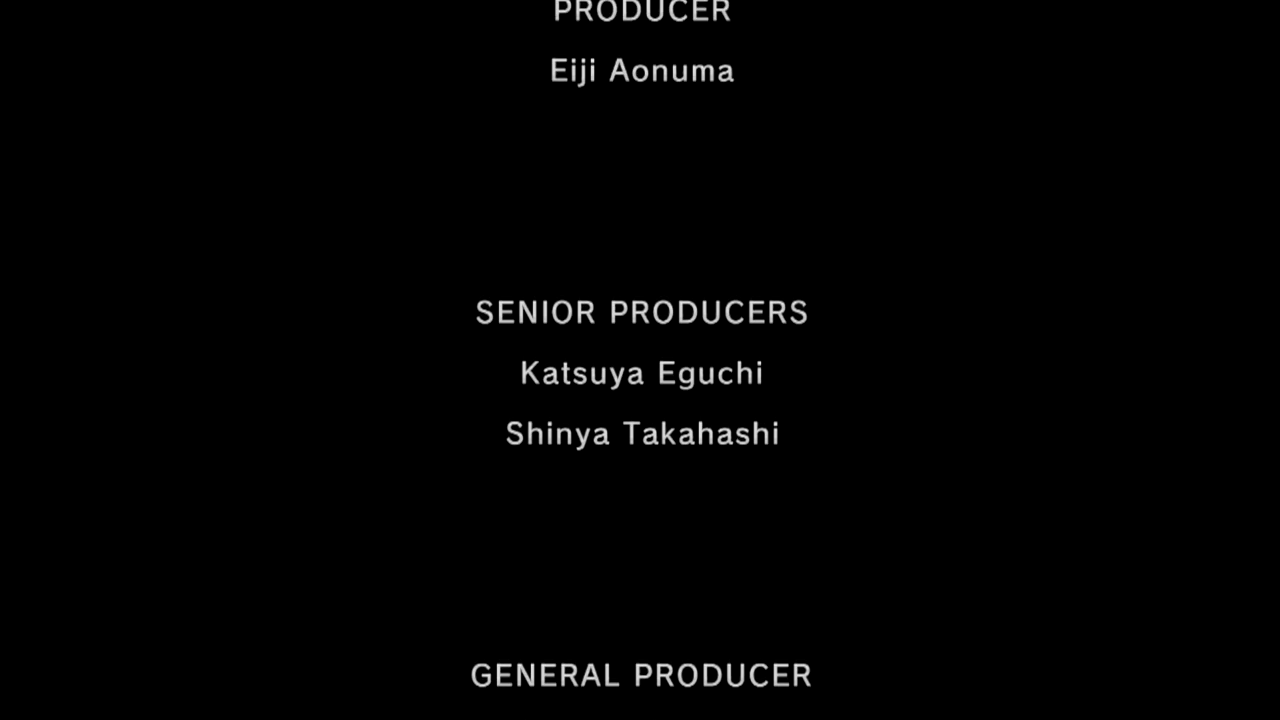 PRODUCER
Eiji Aonuma
SENIOR PRODUCERS
Katsuya Eguchi
Shinya Takahashi
GENERAL PRODUCER